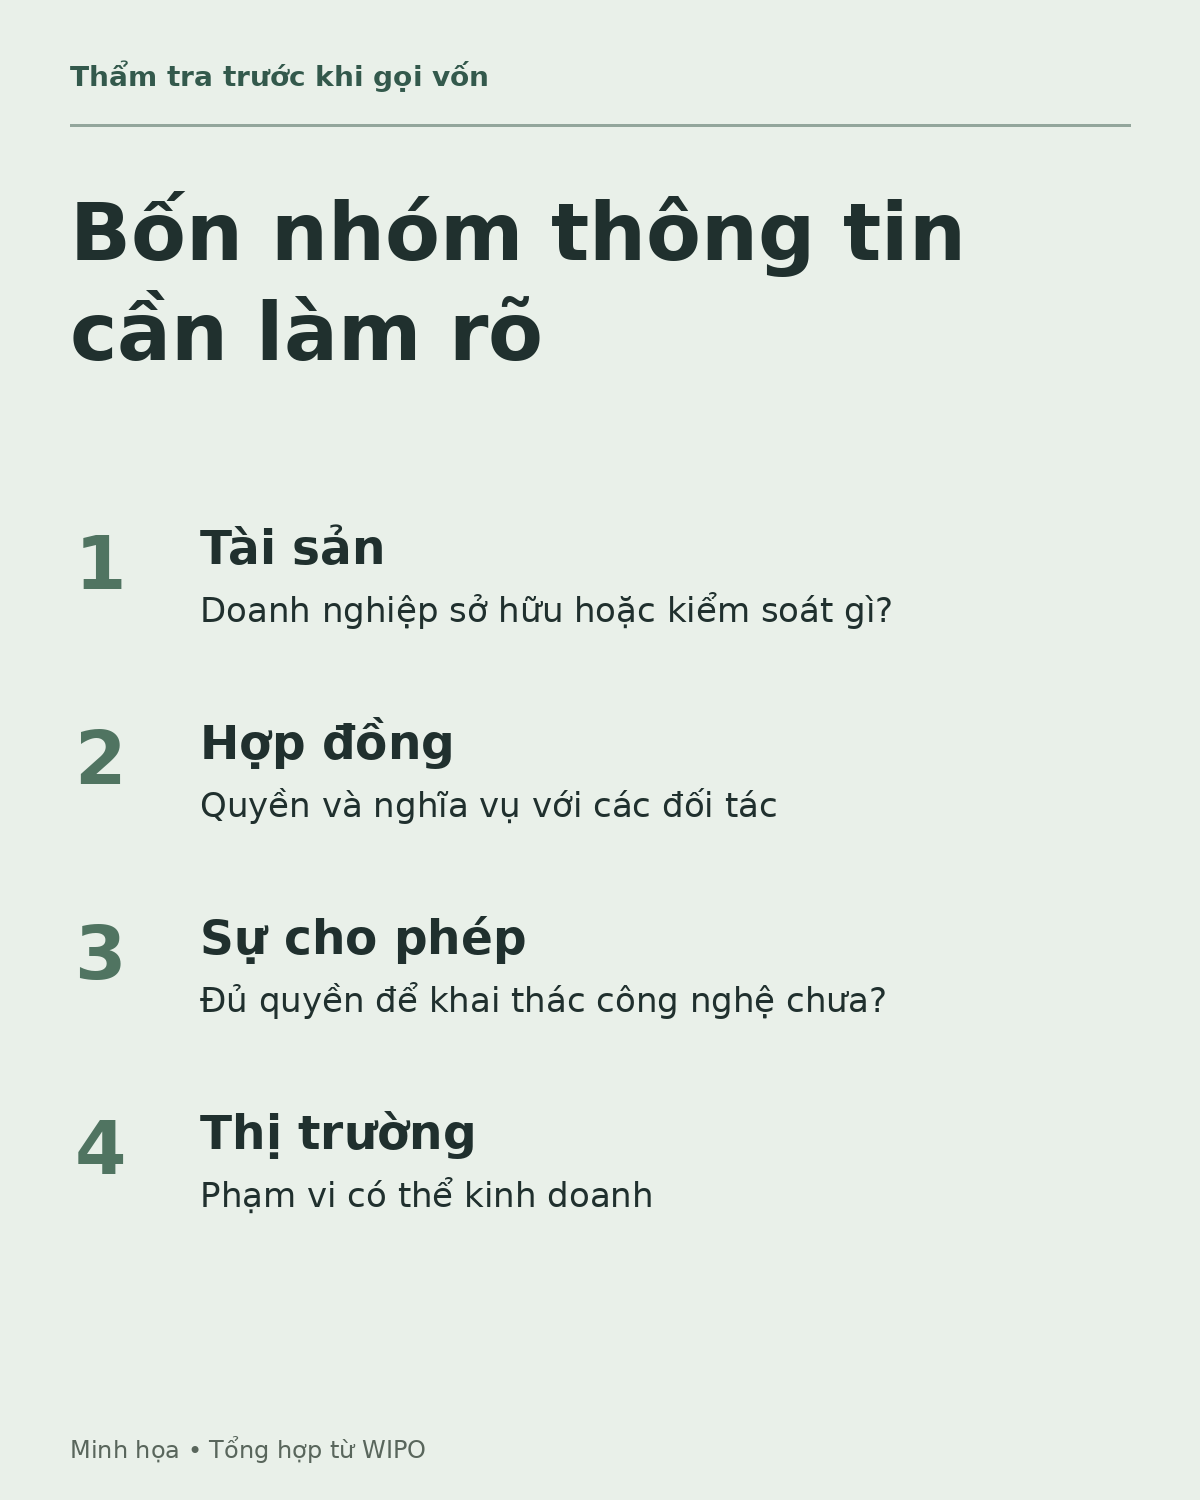 Thẩm tra trước khi gọi vốn
Bốn nhóm thông tin
cần làm rõ
1
Tài sản
Doanh nghiệp sở hữu hoặc kiểm soát gì?
2
Hợp đồng
Quyền và nghĩa vụ với các đối tác
3
Sự cho phép
Đủ quyền để khai thác công nghệ chưa?
4
Thị trường
Phạm vi có thể kinh doanh
Minh họa • Tổng hợp từ WIPO